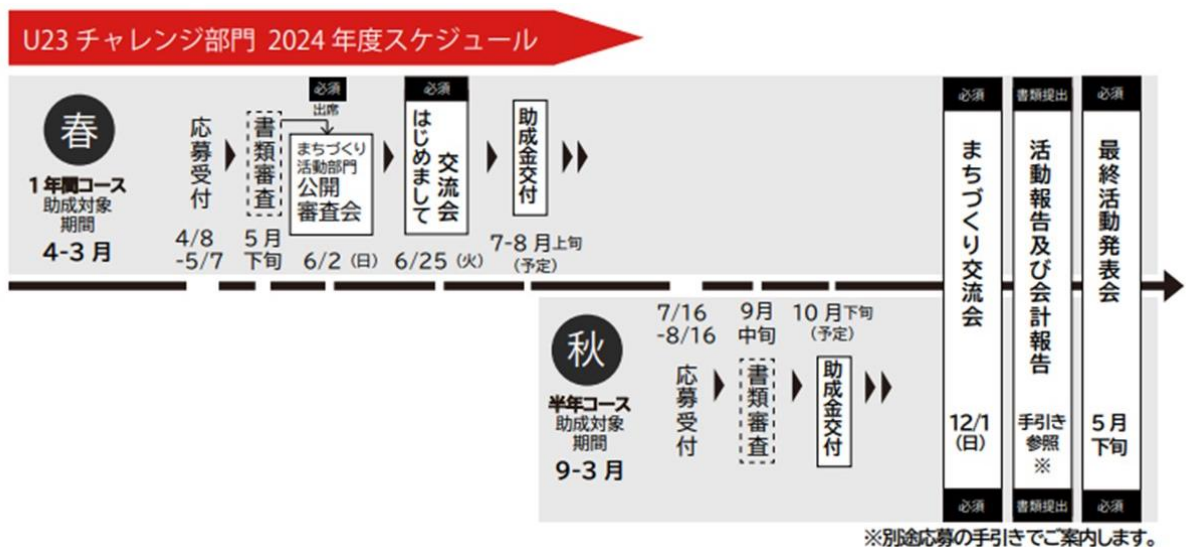 U23 チャレンジ部門 2024 年度スケジュール
春
1年間コース
助成対象
期間
4-3 月
応募受付
4/8
-5/7
書類審査
5月
下旬
必須
出席
まちづくり
活動部門
公開
審査会
6/2 (日)
必須
はじめまして
交流会
6/25 (火)
助成金交付
7-8 月上旬
(予定)
秋
半年コース
助成対象
期間
9-3 月
7/16
-8/16
応募受付
9月
中旬
書類審査
10 月下旬
(予定)
助成金交付
必須
まちづくり交流会
12/1
(日)
必須
書類提出
活動報告及び会計報告
手引き
参照
※
書類提出
必須
最終活動発表会
5月
下旬
必須
※別途応募の手引きでご案内します。